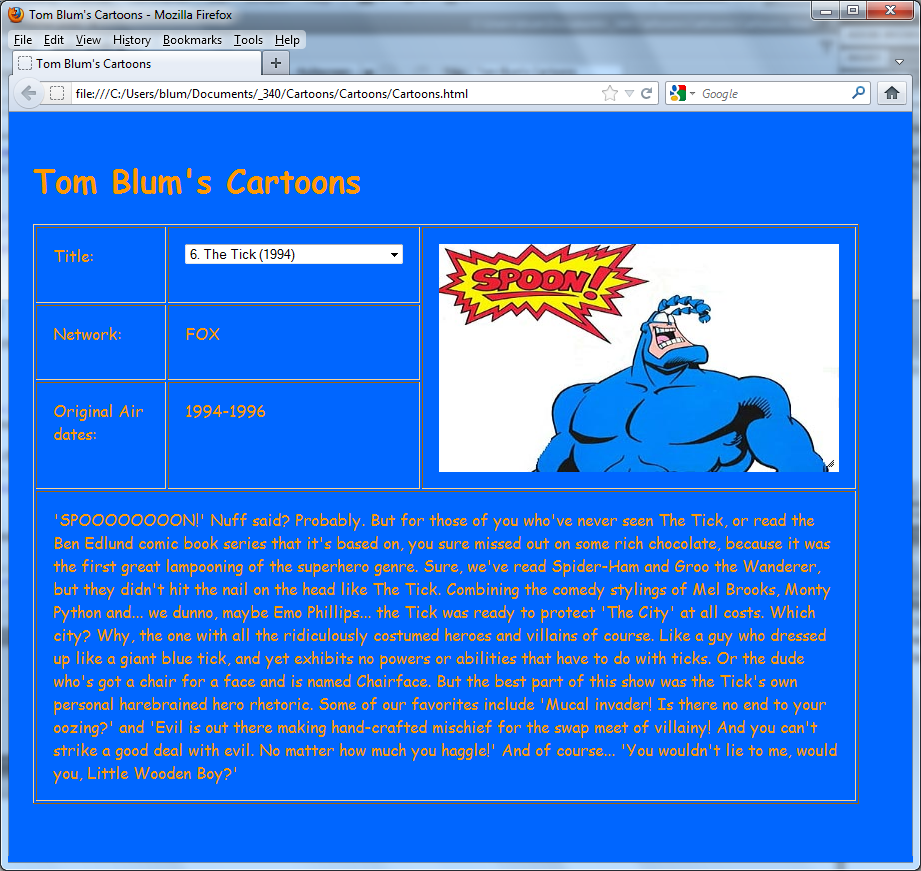 Tom Blum's Cartoons - Mozilla Firefox
File Edit View History Bookmarks Tools Help
Tom Blum's Cartoons
file:///C:/Users/blum/Documents/_340/Cartoons/Cartoons/Cartoons.html
Google
Tom Blum's Cartoons
Title:
6. The Tick (1994)
SPOON!
Network:
FOX
Original Air
dates:
1994-1996
'SPOOOOOOOON!' Nuff said? Probably. But for those of you who've never seen The Tick, or read the
Ben Edlund comic book series that it's based on, you sure missed out on some rich chocolate, because it was
the first great lampooning of the superhero genre. Sure, we've read Spider-Ham and Groo the Wanderer,
but they didn't hit the nail on the head like The Tick. Combining the comedy stylings of Mel Brooks, Monty
Python and... we dunno, maybe Emo Phillips... the Tick was ready to protect 'The City' at all costs. Which
city? Why, the one with all the ridiculously costumed heroes and villains of course. Like a guy who dressed
up like a giant blue tick, and yet exhibits no powers or abilities that have to do with ticks. Or the dude
who's got a chair for a face and is named Chairface. But the best part of this show was the Tick's own
personal harebrained hero rhetoric. Some of our favorites include 'Mucal invader! Is there no end to your
oozing?' and 'Evil is out there making hand-crafted mischief for the swap meet of villainy! And you can't
strike a good deal with evil. No matter how much you haggle!' And of course... 'You wouldn't lie to me, would
you, Little Wooden Boy?'